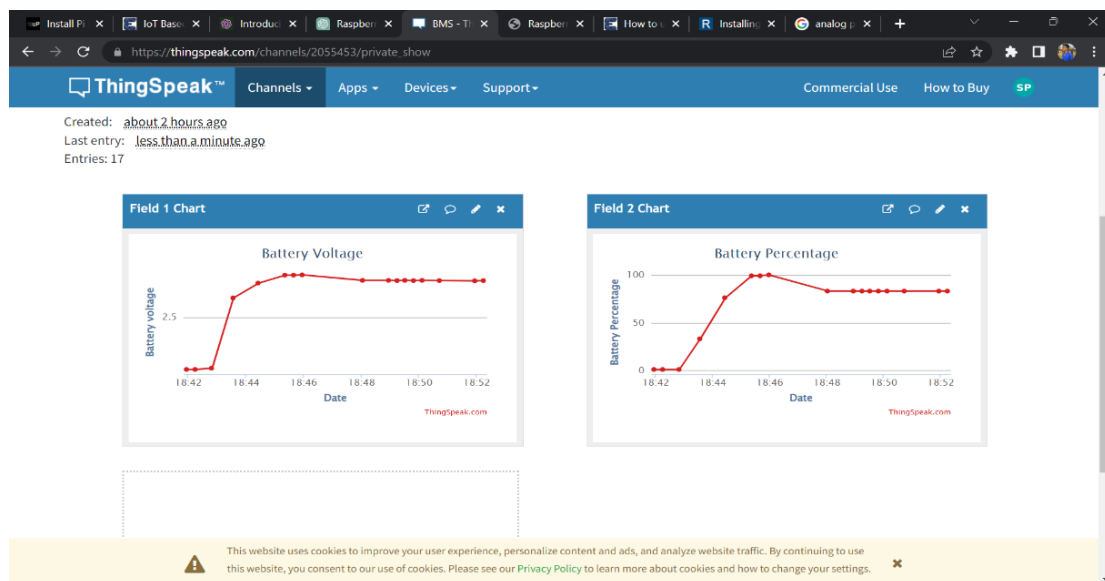 Install Pi
IoT Base
Introduc
Raspberr
BMS - Th
Raspber
How to u
Installing
analog p
https://thingspeak.com/channels/2055453/private_show
ThingSpeak™ Channels Apps Devices Support Commercial Use How to Buy SP
Created: about 2 hours ago
Last entry: less than a minute ago
Entries: 17
Field 1 Chart
Battery Voltage
Battery voltage
2.5
18:42 18:44 18:46 18:48 18:50 18:52
Date
ThingSpeak.com
Field 2 Chart
Battery Percentage
Battery Percentage
100
50
0
18:42 18:44 18:46 18:48 18:50 18:52
Date
ThingSpeak.com
This website uses cookies to improve your user experience, personalize content and ads, and analyze website traffic. By continuing to use
this website, you consent to our use of cookies. Please see our Privacy Policy to learn more about cookies and how to change your settings.